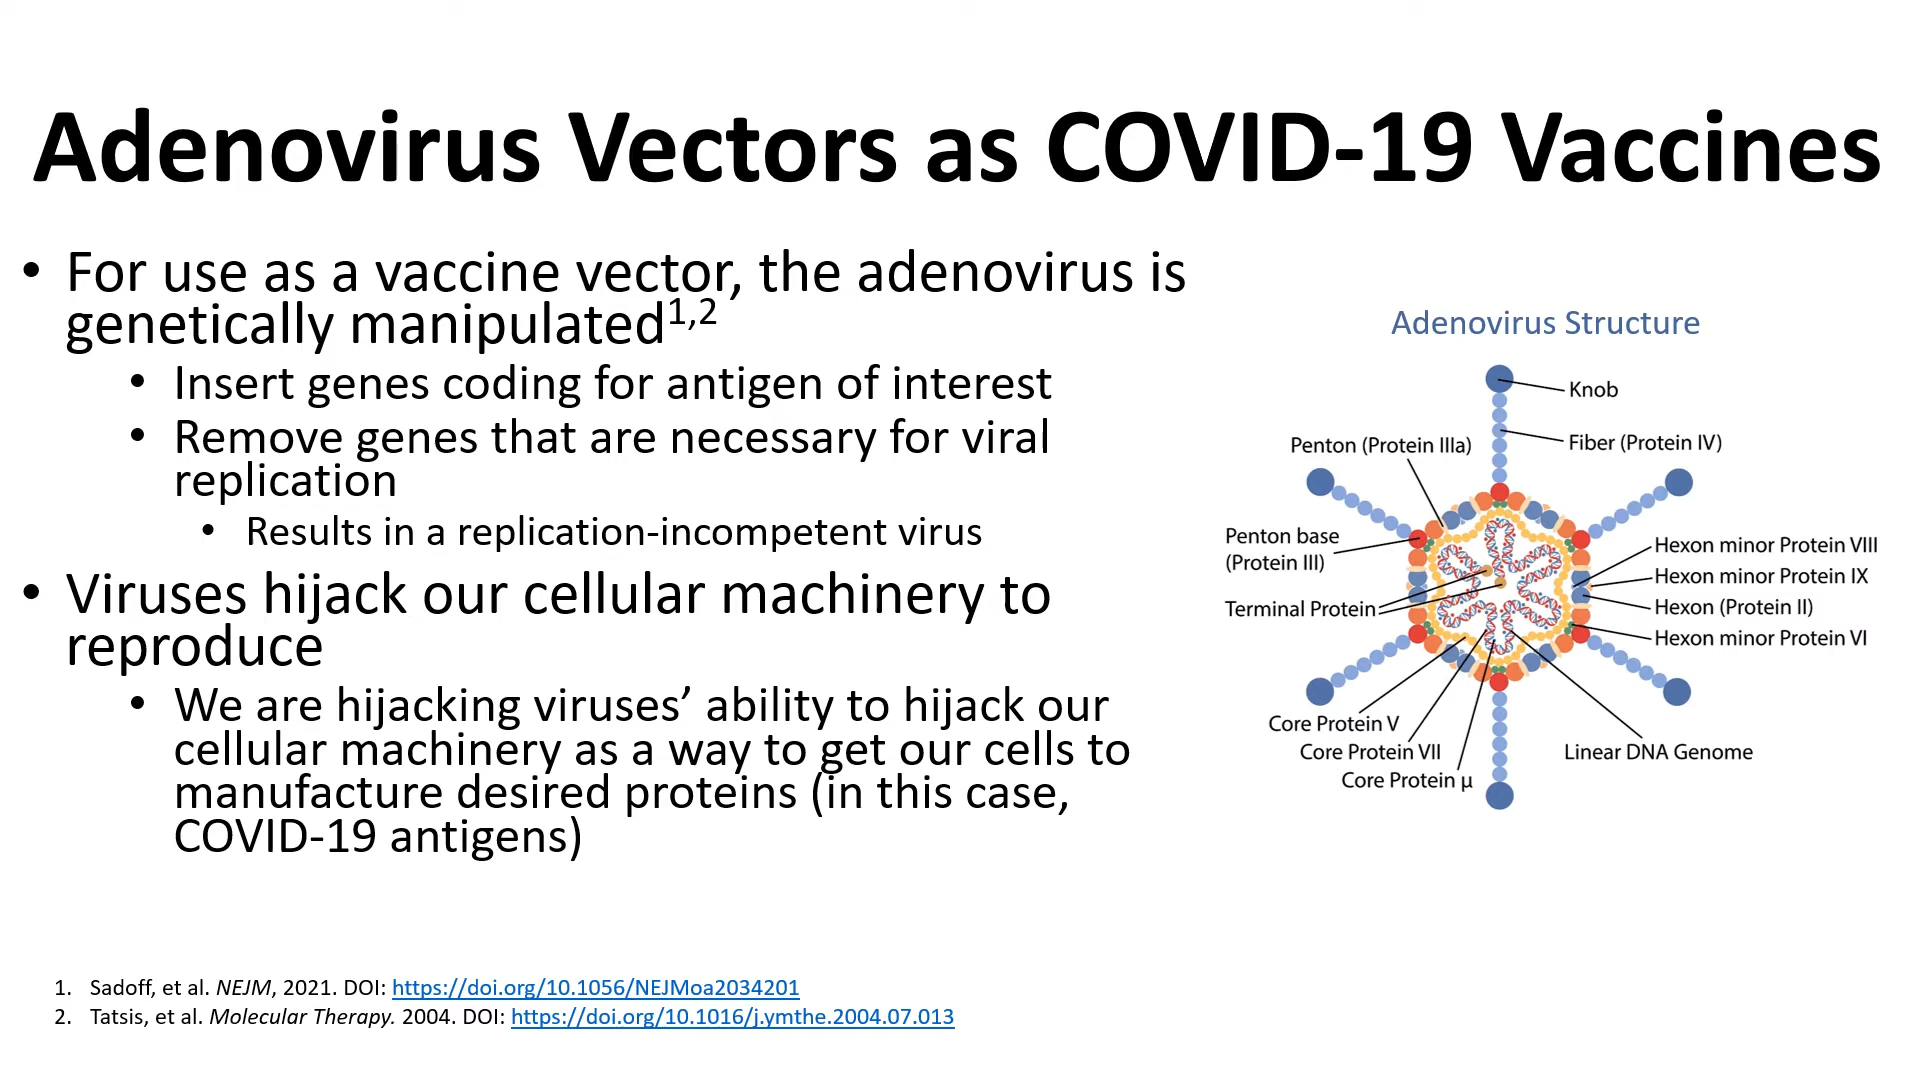 Adenovirus Vectors as COVID-19 Vaccines
• For use as a vaccine vector, the adenovirus is
genetically manipulated1,2
• Insert genes coding for antigen of interest
• Remove genes that are necessary for viral
replication
• Results in a replication-incompetent virus
• Viruses hijack our cellular machinery to
reproduce
• We are hijacking viruses’ ability to hijack our
cellular machinery as a way to get our cells to
manufacture desired proteins (in this case,
COVID-19 antigens)
Adenovirus Structure
Knob
Fiber (Protein IV)
Penton (Protein IIIa)
Penton base
(Protein III)
Terminal Protein
Hexon minor Protein VIII
Hexon minor Protein IX
Hexon (Protein II)
Hexon minor Protein VI
Core Protein V
Core Protein VII
Core Protein µ
Linear DNA Genome
1. Sadoff, et al. NEJM, 2021. DOI: https://doi.org/10.1056/NEJMoa2034201
2. Tatsis, et al. Molecular Therapy. 2004. DOI: https://doi.org/10.1016/j.ymthe.2004.07.013